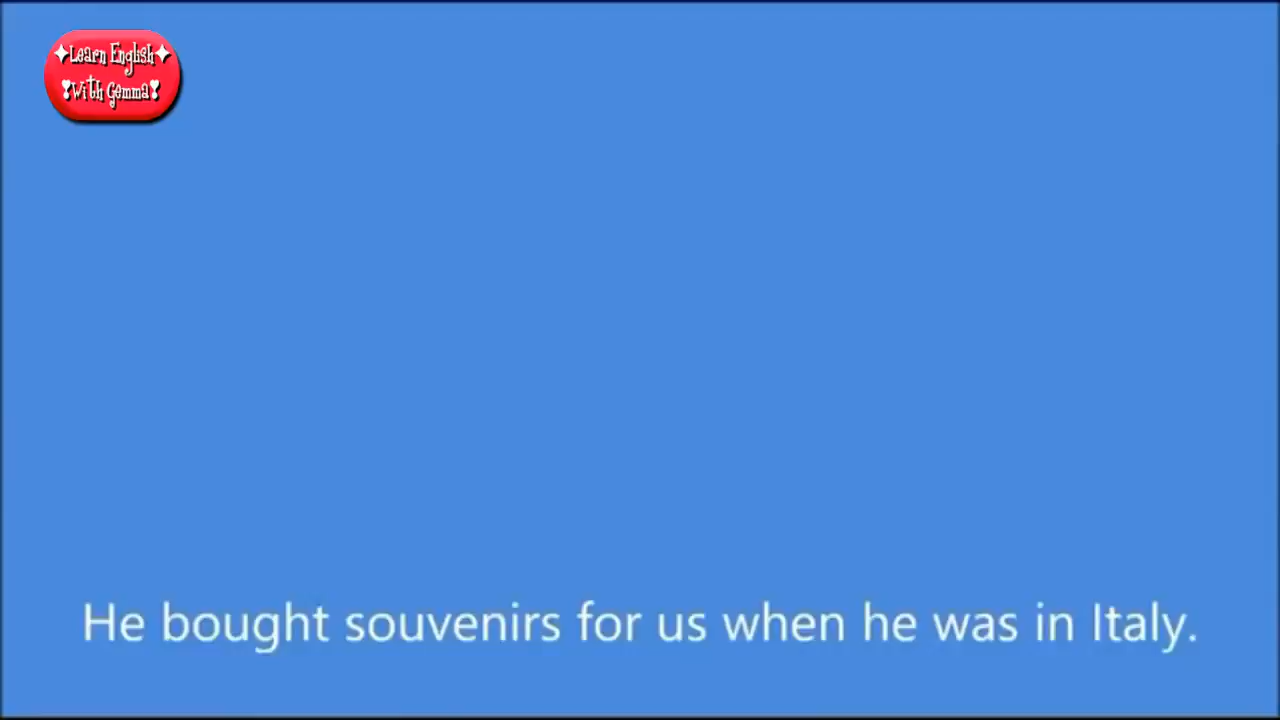 ✦Learn English✦
❣With Gemma❣
He bought souvenirs for us when he was in Italy.